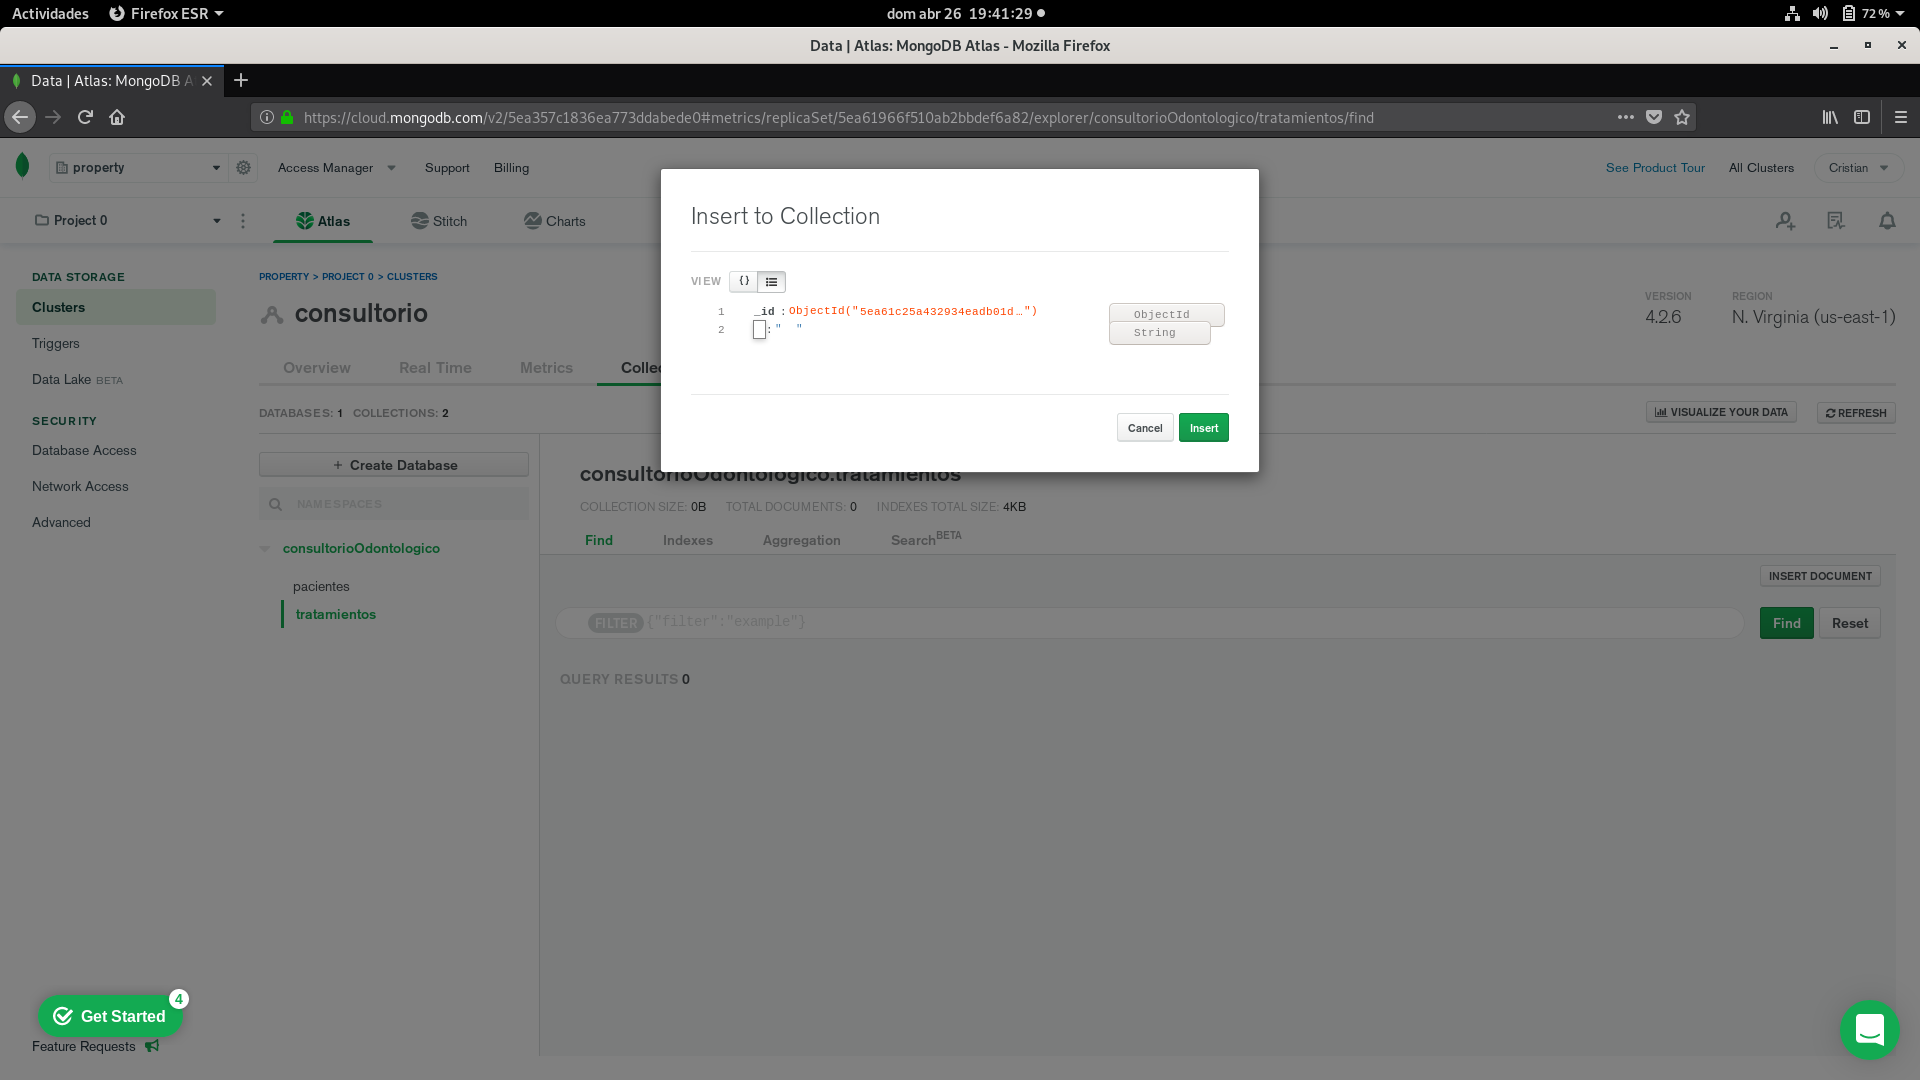 Actividades Firefox ESR dom abr 26 19:41:29 72%
Data | Atlas: MongoDB Atlas - Mozilla Firefox
Data | Atlas: MongoDB A
https://cloud.mongodb.com/v2/5ea357c1836ea773ddabede0#metrics/replicaSet/5ea61966f510ab2bbdef6a82/explorer/consultorioOdontologico/tratamientos/find
property Access Manager Support Billing See Product Tour All Clusters Cristian
Project 0 Atlas Stitch Charts
Insert to Collection
VIEW {}
1 _id : ObjectId("5ea61c25a432934eadb01d…") ObjectId
2 : " " String
Cancel Insert
DATA STORAGE
Clusters
Triggers
Data Lake BETA
SECURITY
Database Access
Network Access
Advanced
PROPERTY > PROJECT 0 > CLUSTERS
consultorio
VERSION REGION
4.2.6 N. Virginia (us-east-1)
Overview Real Time Metrics Collec
DATABASES: 1 COLLECTIONS: 2 VISUALIZE YOUR DATA REFRESH
+ Create Database
NAMESPACES
consultorioOdontologico
pacientes
tratamientos
consultorioOdontologico.tratamientos
COLLECTION SIZE: 0B TOTAL DOCUMENTS: 0 INDEXES TOTAL SIZE: 4KB
Find Indexes Aggregation Search BETA
INSERT DOCUMENT
FILTER {"filter":"example"} Find Reset
QUERY RESULTS 0
Get Started 4
Feature Requests